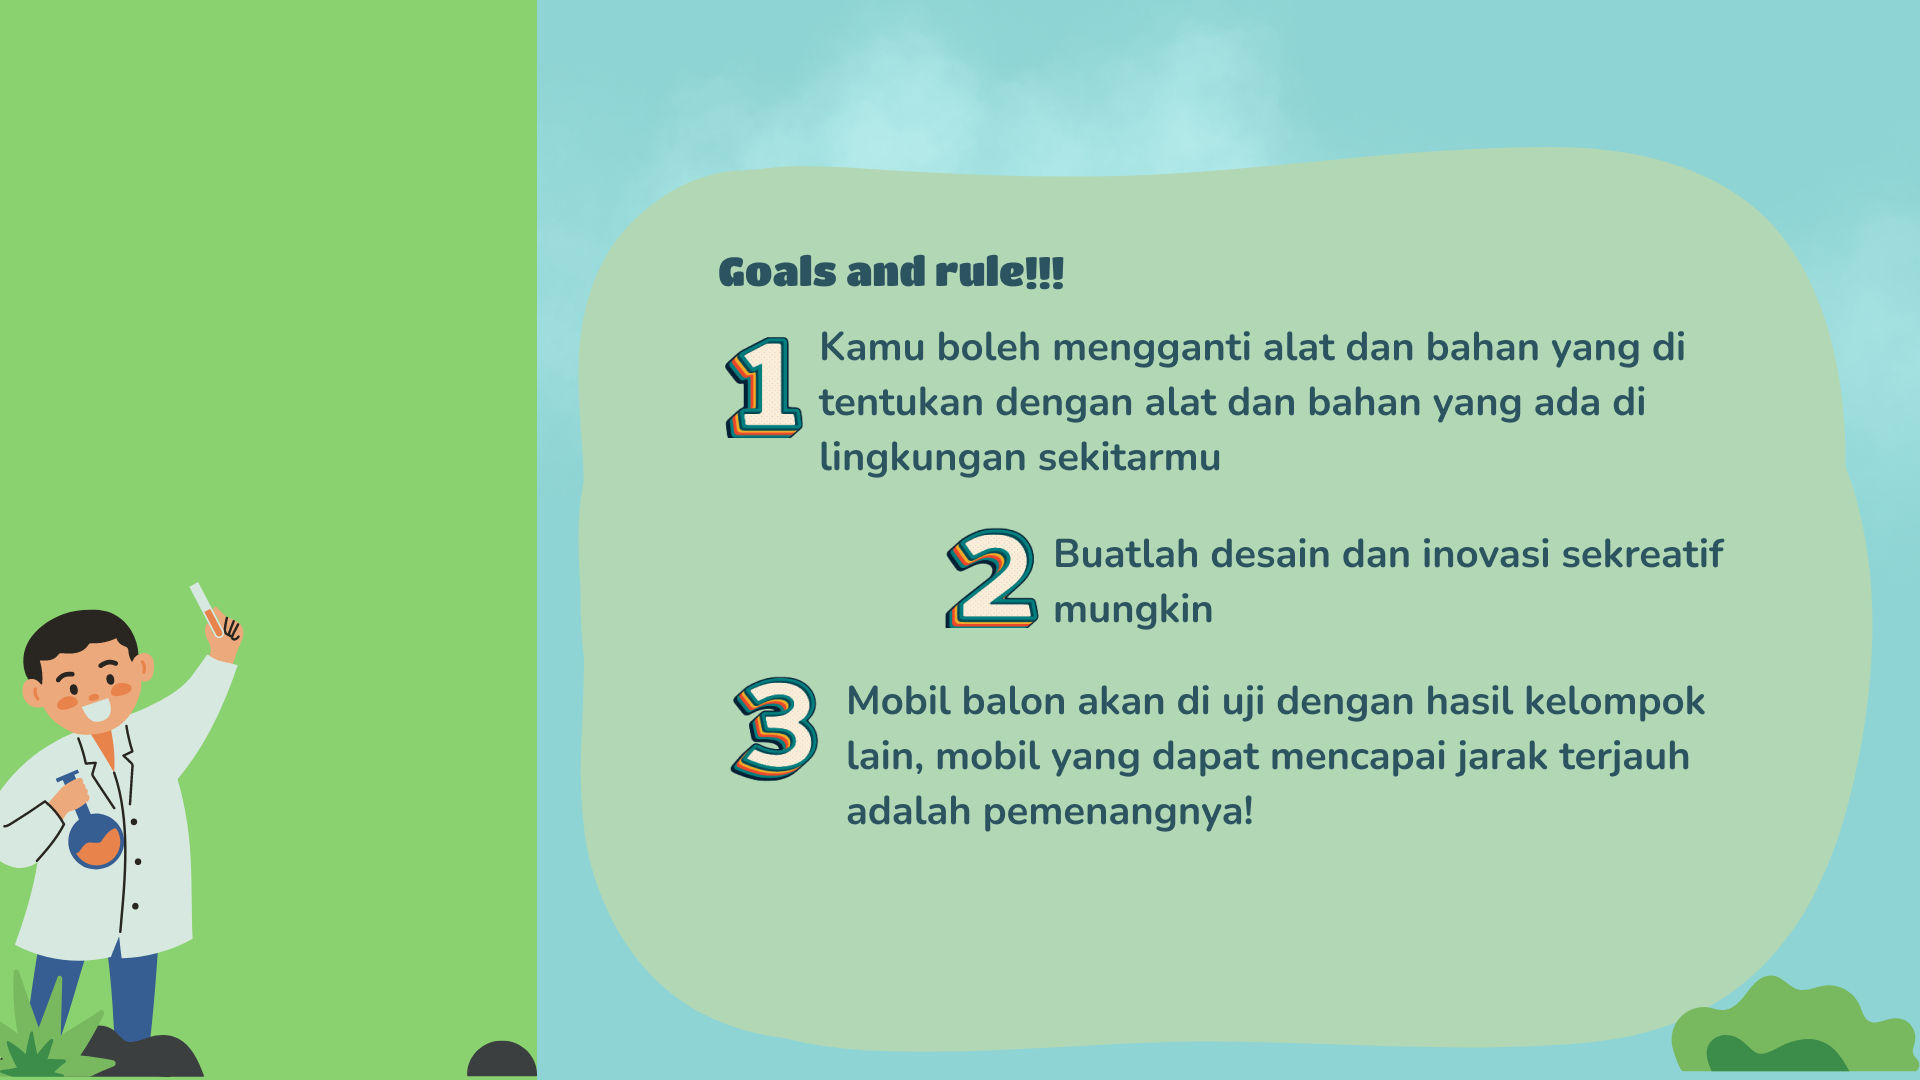 Goals and rule!!!
1 Kamu boleh mengganti alat dan bahan yang di
tentukan dengan alat dan bahan yang ada di
lingkungan sekitarmu
2 Buatlah desain dan inovasi sekreatif
mungkin
3 Mobil balon akan di uji dengan hasil kelompok
lain, mobil yang dapat mencapai jarak terjauh
adalah pemenangnya!